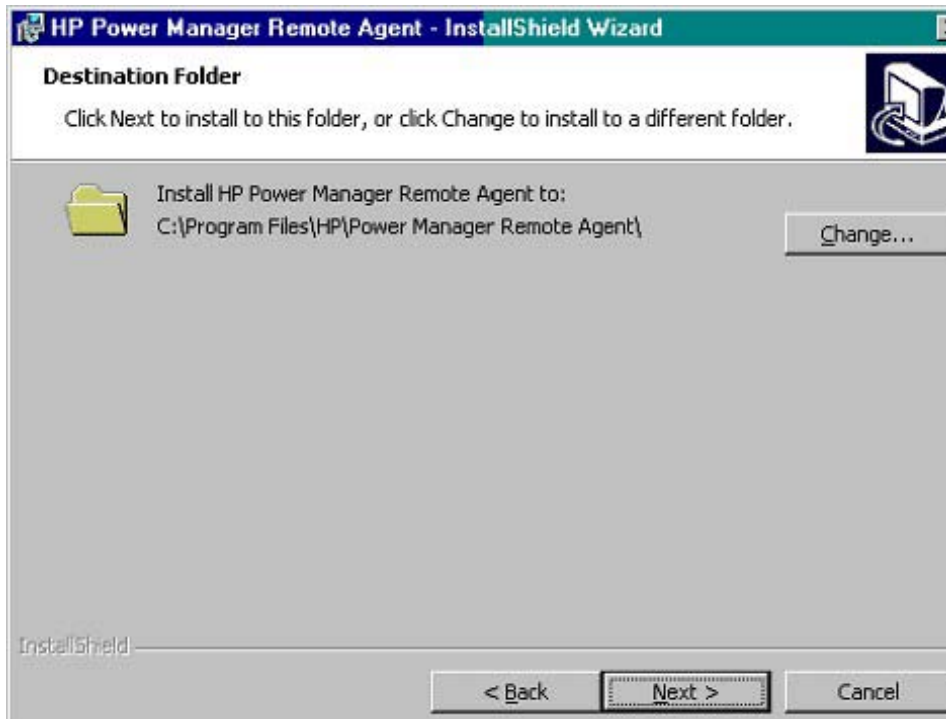 HP Power Manager Remote Agent - InstallShield Wizard
Destination Folder
Click Next to install to this folder, or click Change to install to a different folder.
Install HP Power Manager Remote Agent to:
C:\Program Files\HP\Power Manager Remote Agent\
Change...
InstallShield
< Back
Next >
Cancel